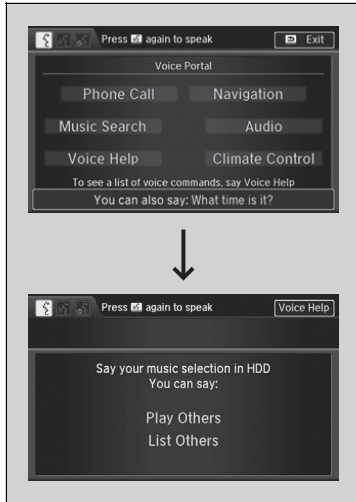 Press again to speak
Exit
Voice Portal
Phone Call Navigation
Music Search Audio
Voice Help Climate Control
To see a list of voice commands, say Voice Help
You can also say: What time is it?
Press again to speak
Voice Help
Say your music selection in HDD
You can say:
Play Others
List Others